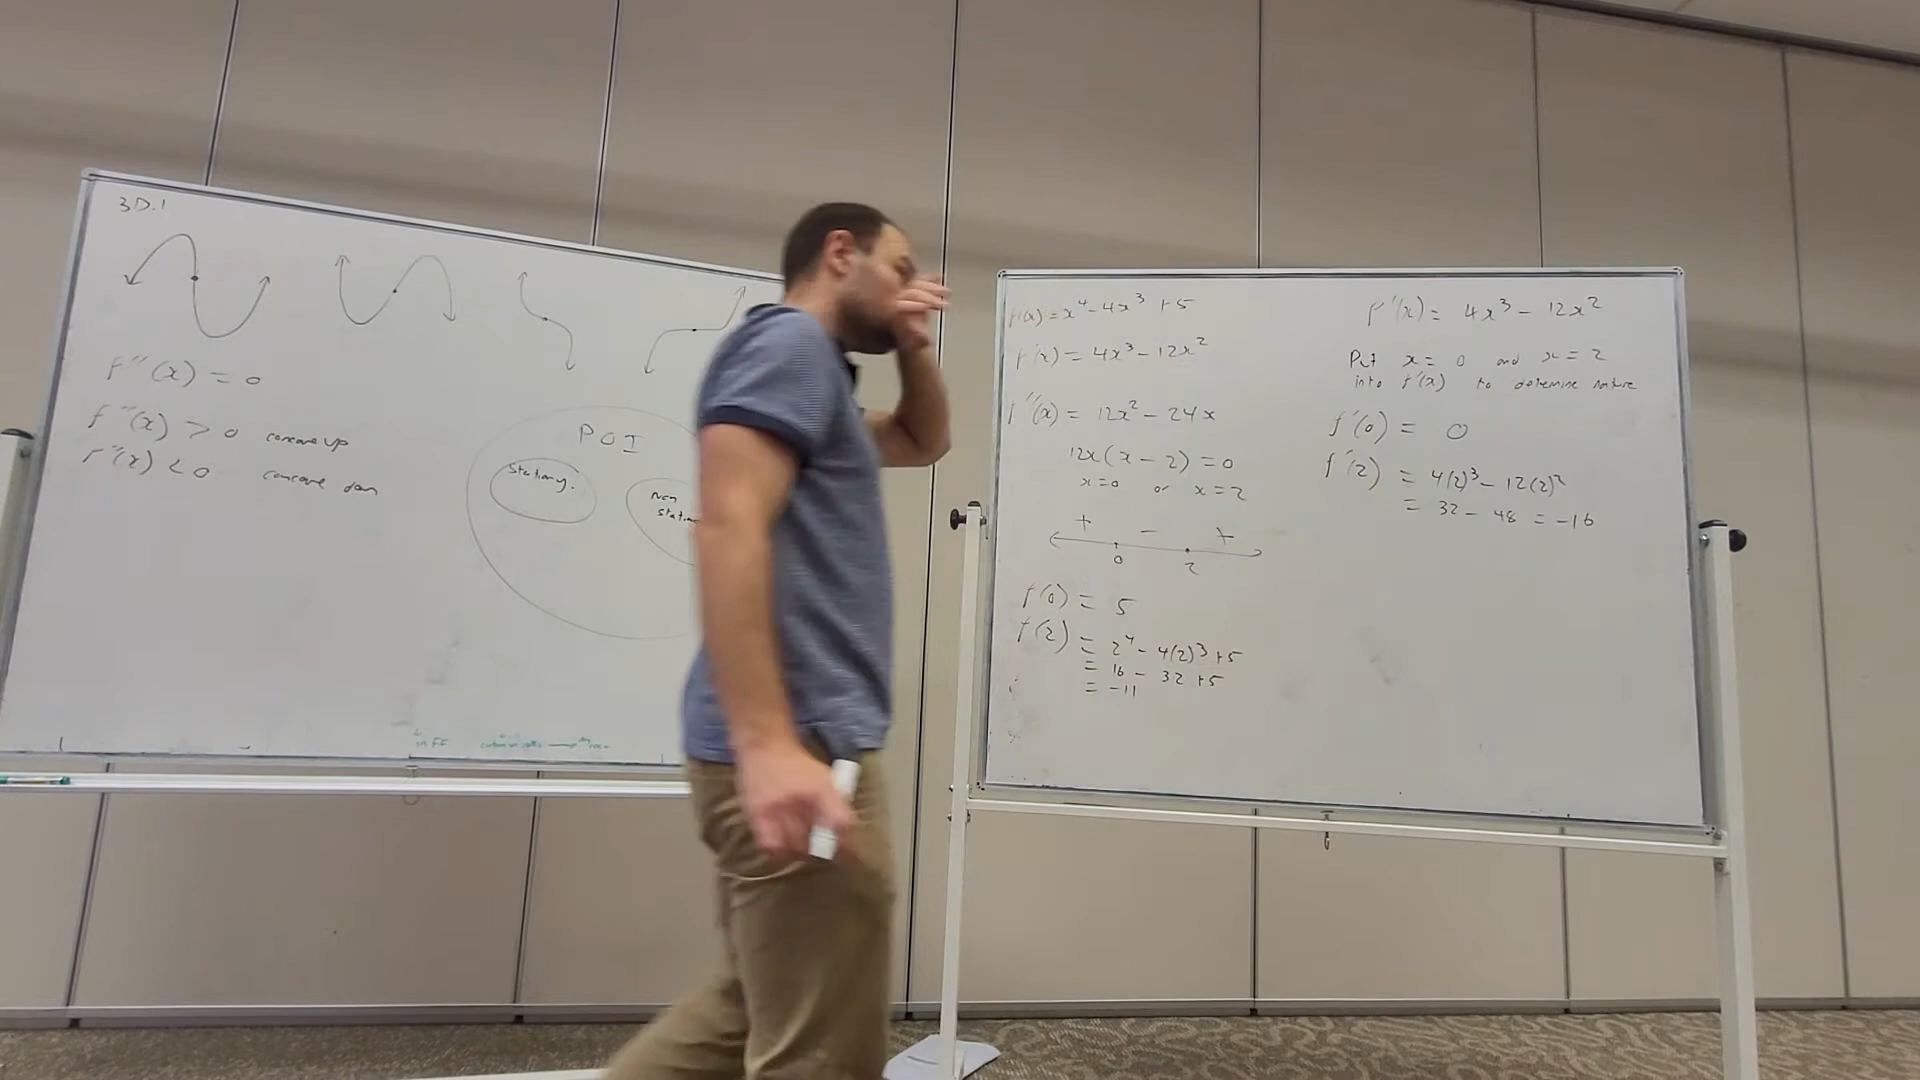 3D.1
f''(x) = 0
f''(x) > 0 concave up
f''(x) < 0 concave down
POI
Stationary.
Non
f(x) = x⁴ - 4x³ + 5
f'(x) = 4x³ - 12x²
f''(x) = 12x² - 24x
12x(x - 2) = 0
x = 0 or x = 2
+ - +
0 2
f(0) = 5
f(2) = 2⁴ - 4(2)³ + 5
= 16 - 32 + 5
= -11
f'(x) = 4x³ - 12x²
Put x = 0 and x = 2
into f'(x) to determine nature
f'(0) = 0
f'(2) = 4(2)³ - 12(2)²
= 32 - 48 = -16